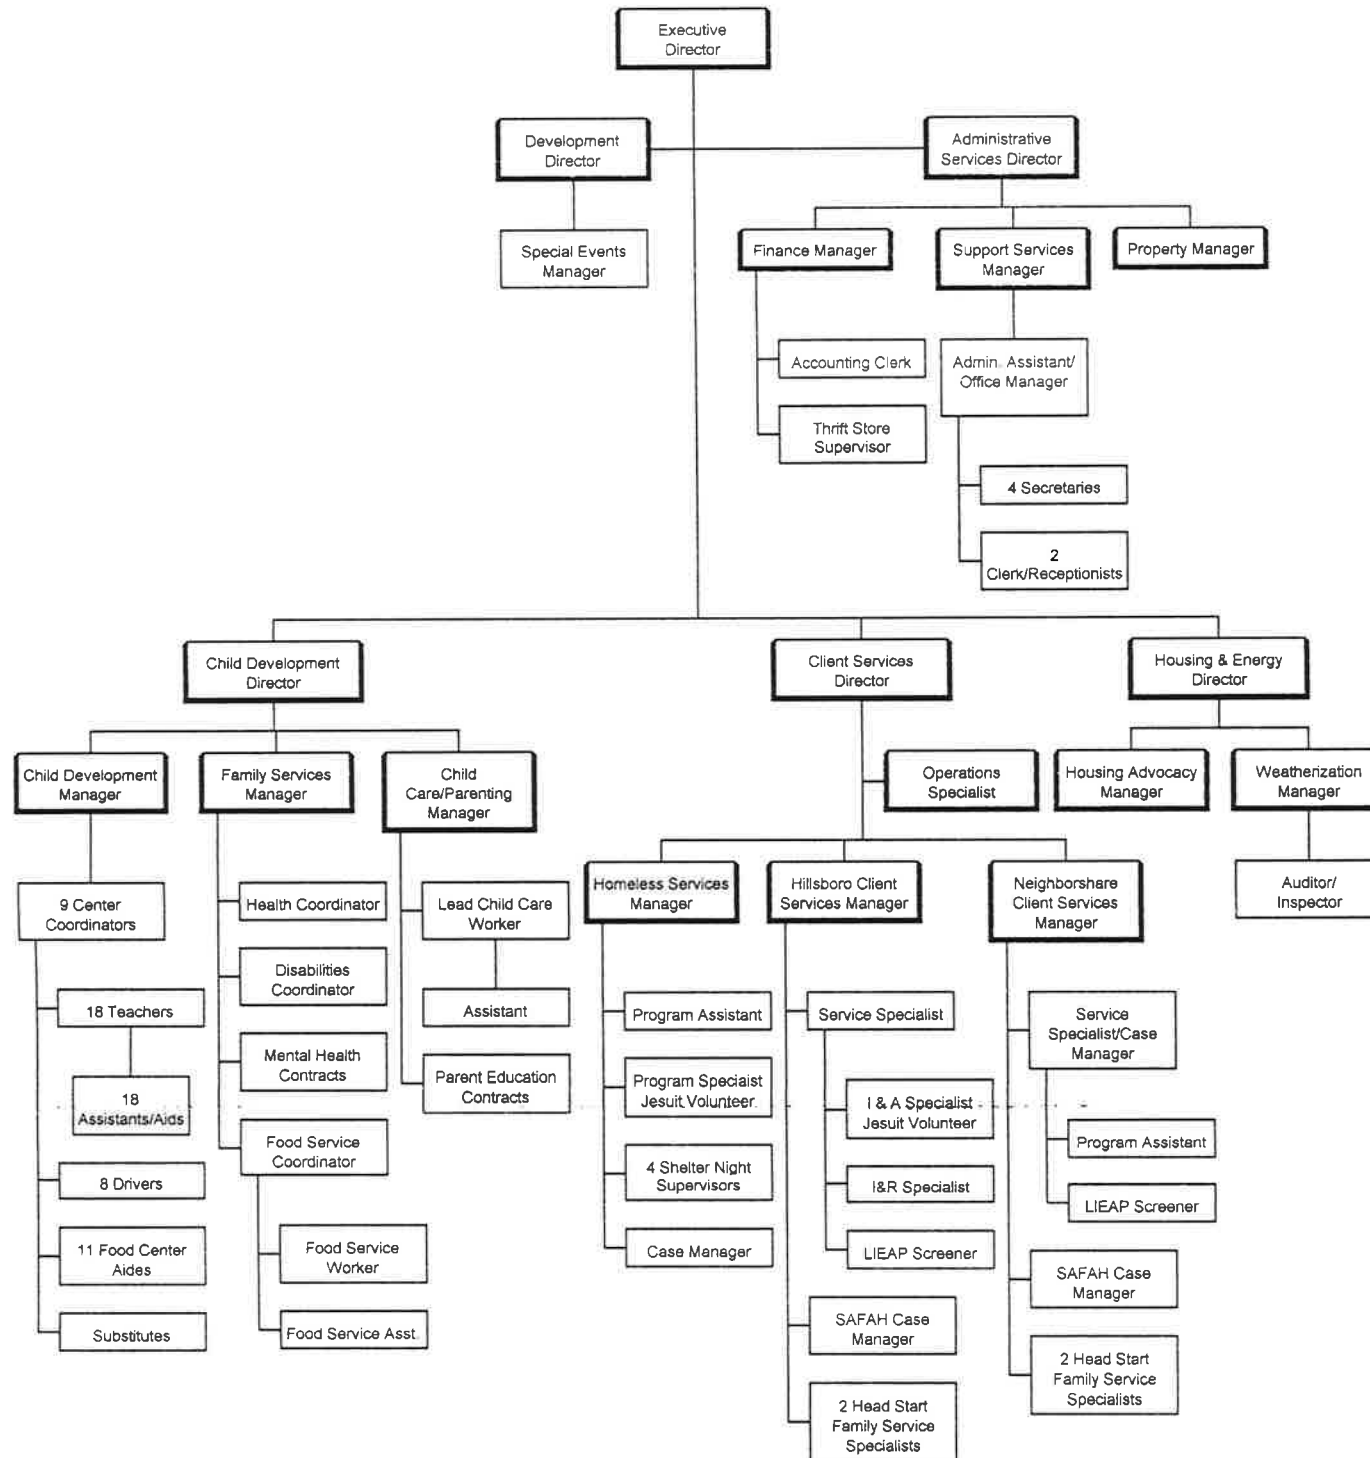 Executive
Director
Development
Director
Administrative
Services Director
Special Events
Manager
Finance Manager
Support Services
Manager
Property Manager
Accounting Clerk
Admin. Assistant/
Office Manager
Thrift Store
Supervisor
4 Secretaries
2
Clerk/Receptionists
Child Development
Director
Client Services
Director
Housing & Energy
Director
Child Development
Manager
Family Services
Manager
Child
Care/Parenting
Manager
Operations
Specialist
Housing Advocacy
Manager
Weatherization
Manager
9 Center
Coordinators
Health Coordinator
Lead Child Care
Worker
Homeless Services
Manager
Hillsboro Client
Services Manager
Neighborshare
Client Services
Manager
Auditor/
Inspector
18 Teachers
Disabilities
Coordinator
Assistant
Program Assistant
Service Specialist
Service
Specialist/Case
Manager
18
Assistants/Aids
Mental Health
Contracts
Parent Education
Contracts
Program Speciaist
Jesuit Volunteer
I & A Specialist
Jesuit Volunteer
Program Assistant
8 Drivers
Food Service
Coordinator
4 Shelter Night
Supervisors
I&R Specialist
LIEAP Screener
11 Food Center
Aides
Food Service
Worker
Case Manager
LIEAP Screener
SAFAH Case
Manager
Substitutes
Food Service Asst.
SAFAH Case
Manager
2 Head Start
Family Service
Specialists
2 Head Start
Family Service
Specialists